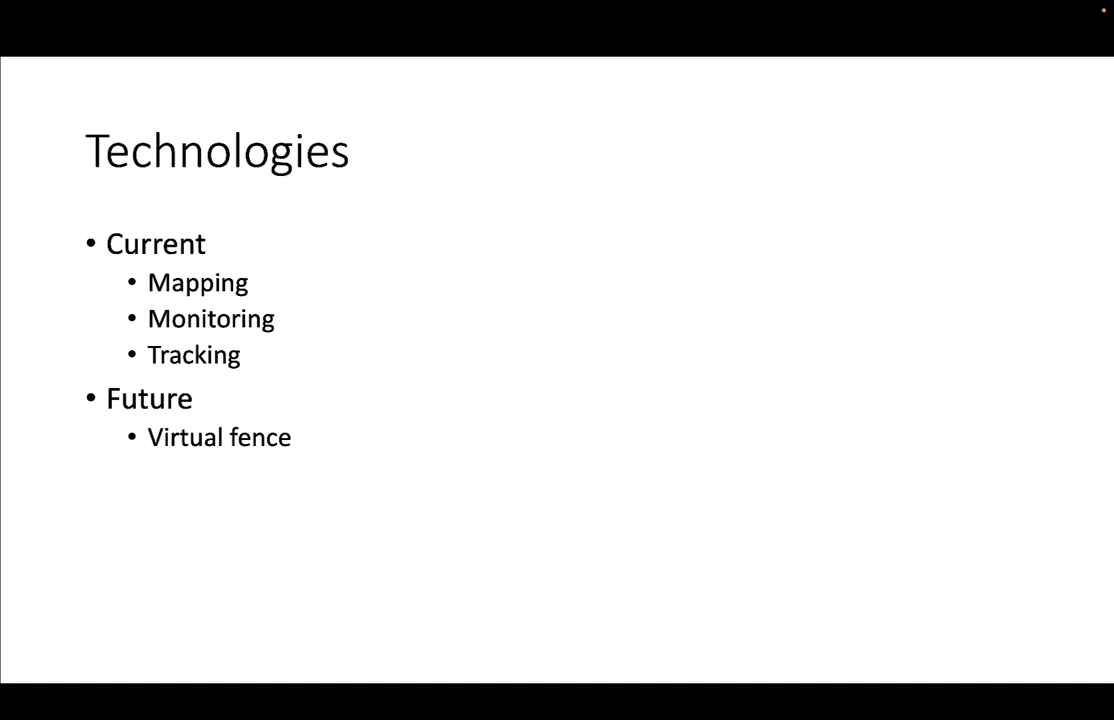 Technologies
• Current
• Mapping
• Monitoring
• Tracking
• Future
• Virtual fence